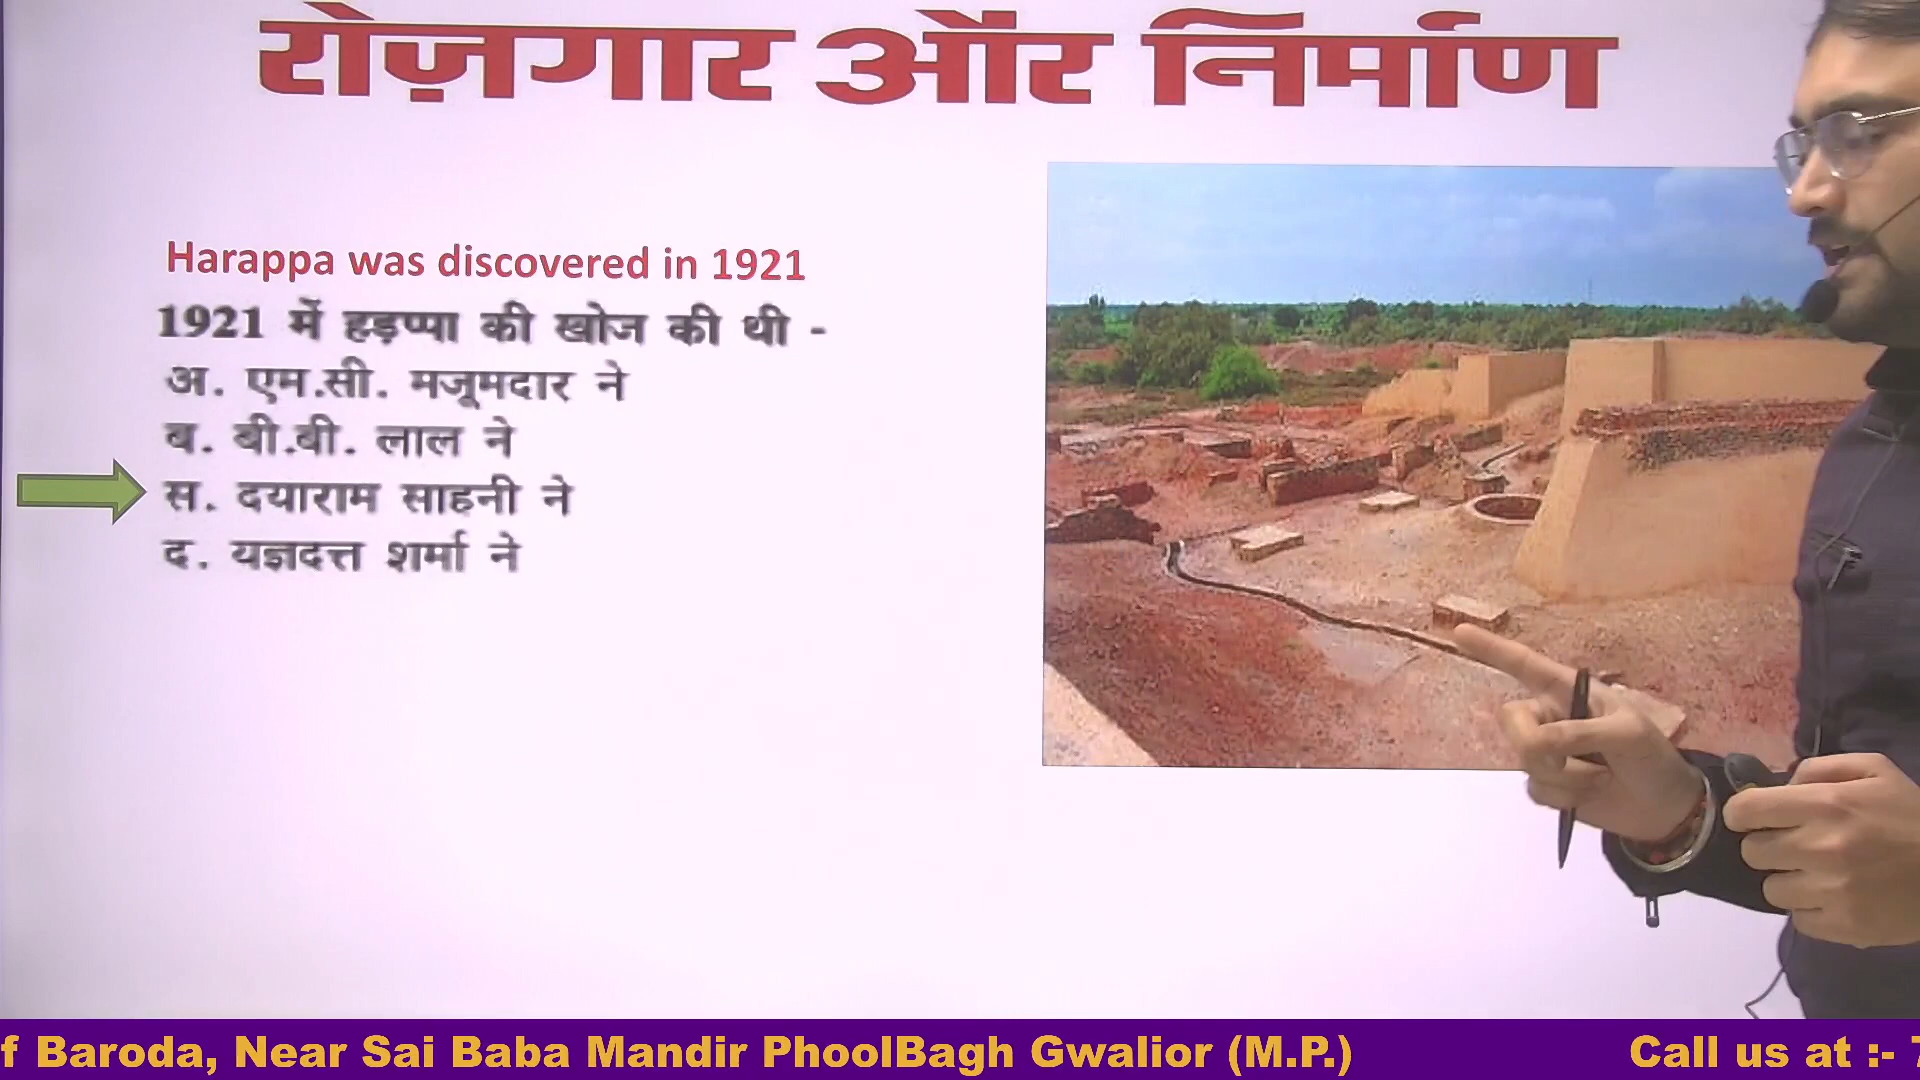 रोज़गार और निर्माण
Harappa was discovered in 1921
1921 में हड़प्पा की खोज की थी -
अ. एम.सी. मजूमदार ने
ब. बी.बी. लाल ने
स. दयाराम साहनी ने
द. यज्ञदत्त शर्मा ने
f Baroda, Near Sai Baba Mandir PhoolBagh Gwalior (M.P.) Call us at :- 7